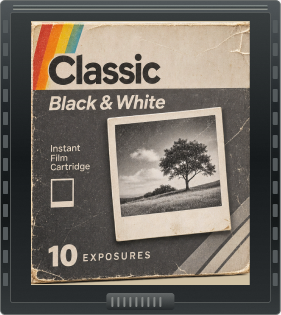 Classic
Black & White
Instant
Film
Cartridge
10 EXPOSURES